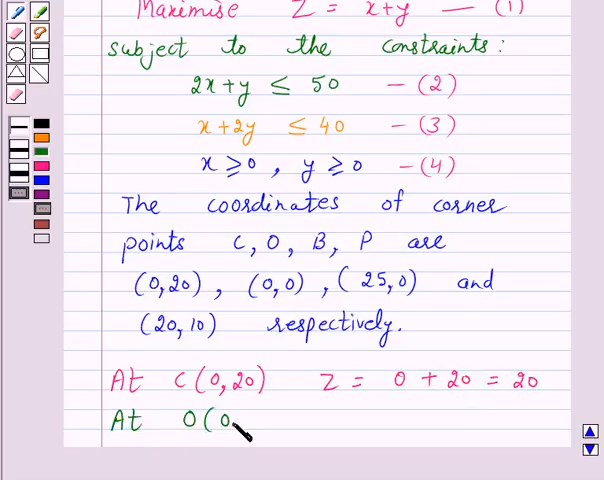 Maximise Z = x+y — (1)
subject to the constraints:
2x+y ≤ 50 – (2)
x+2y ≤ 40 – (3)
x ≥ 0 , y ≥ 0 – (4)
The coordinates of corner
points C, O, B, P are
(0,20) , (0,0) , (25,0) and
(20,10) respectively.
At C(0,20) Z = 0 + 20 = 20
At O(0,